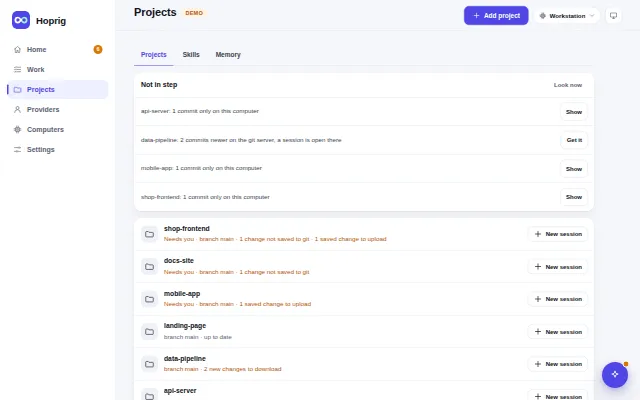 Hoprig
Projects
DEMO
Add project
Workstation
Home
6
Work
Projects
Providers
Computers
Settings
Projects
Skills
Memory
Not in step
Look now
api-server: 1 commit only on this computer
Show
data-pipeline: 2 commits newer on the git server, a session is open there
Get it
mobile-app: 1 commit only on this computer
Show
shop-frontend: 1 commit only on this computer
Show
shop-frontend
Needs you · branch main · 1 change not saved to git · 1 saved change to upload
New session
docs-site
Needs you · branch main · 1 change not saved to git
New session
mobile-app
Needs you · branch main · 1 saved change to upload
New session
landing-page
branch main · up to date
New session
data-pipeline
branch main · 2 new changes to download
New session
api-server
New session